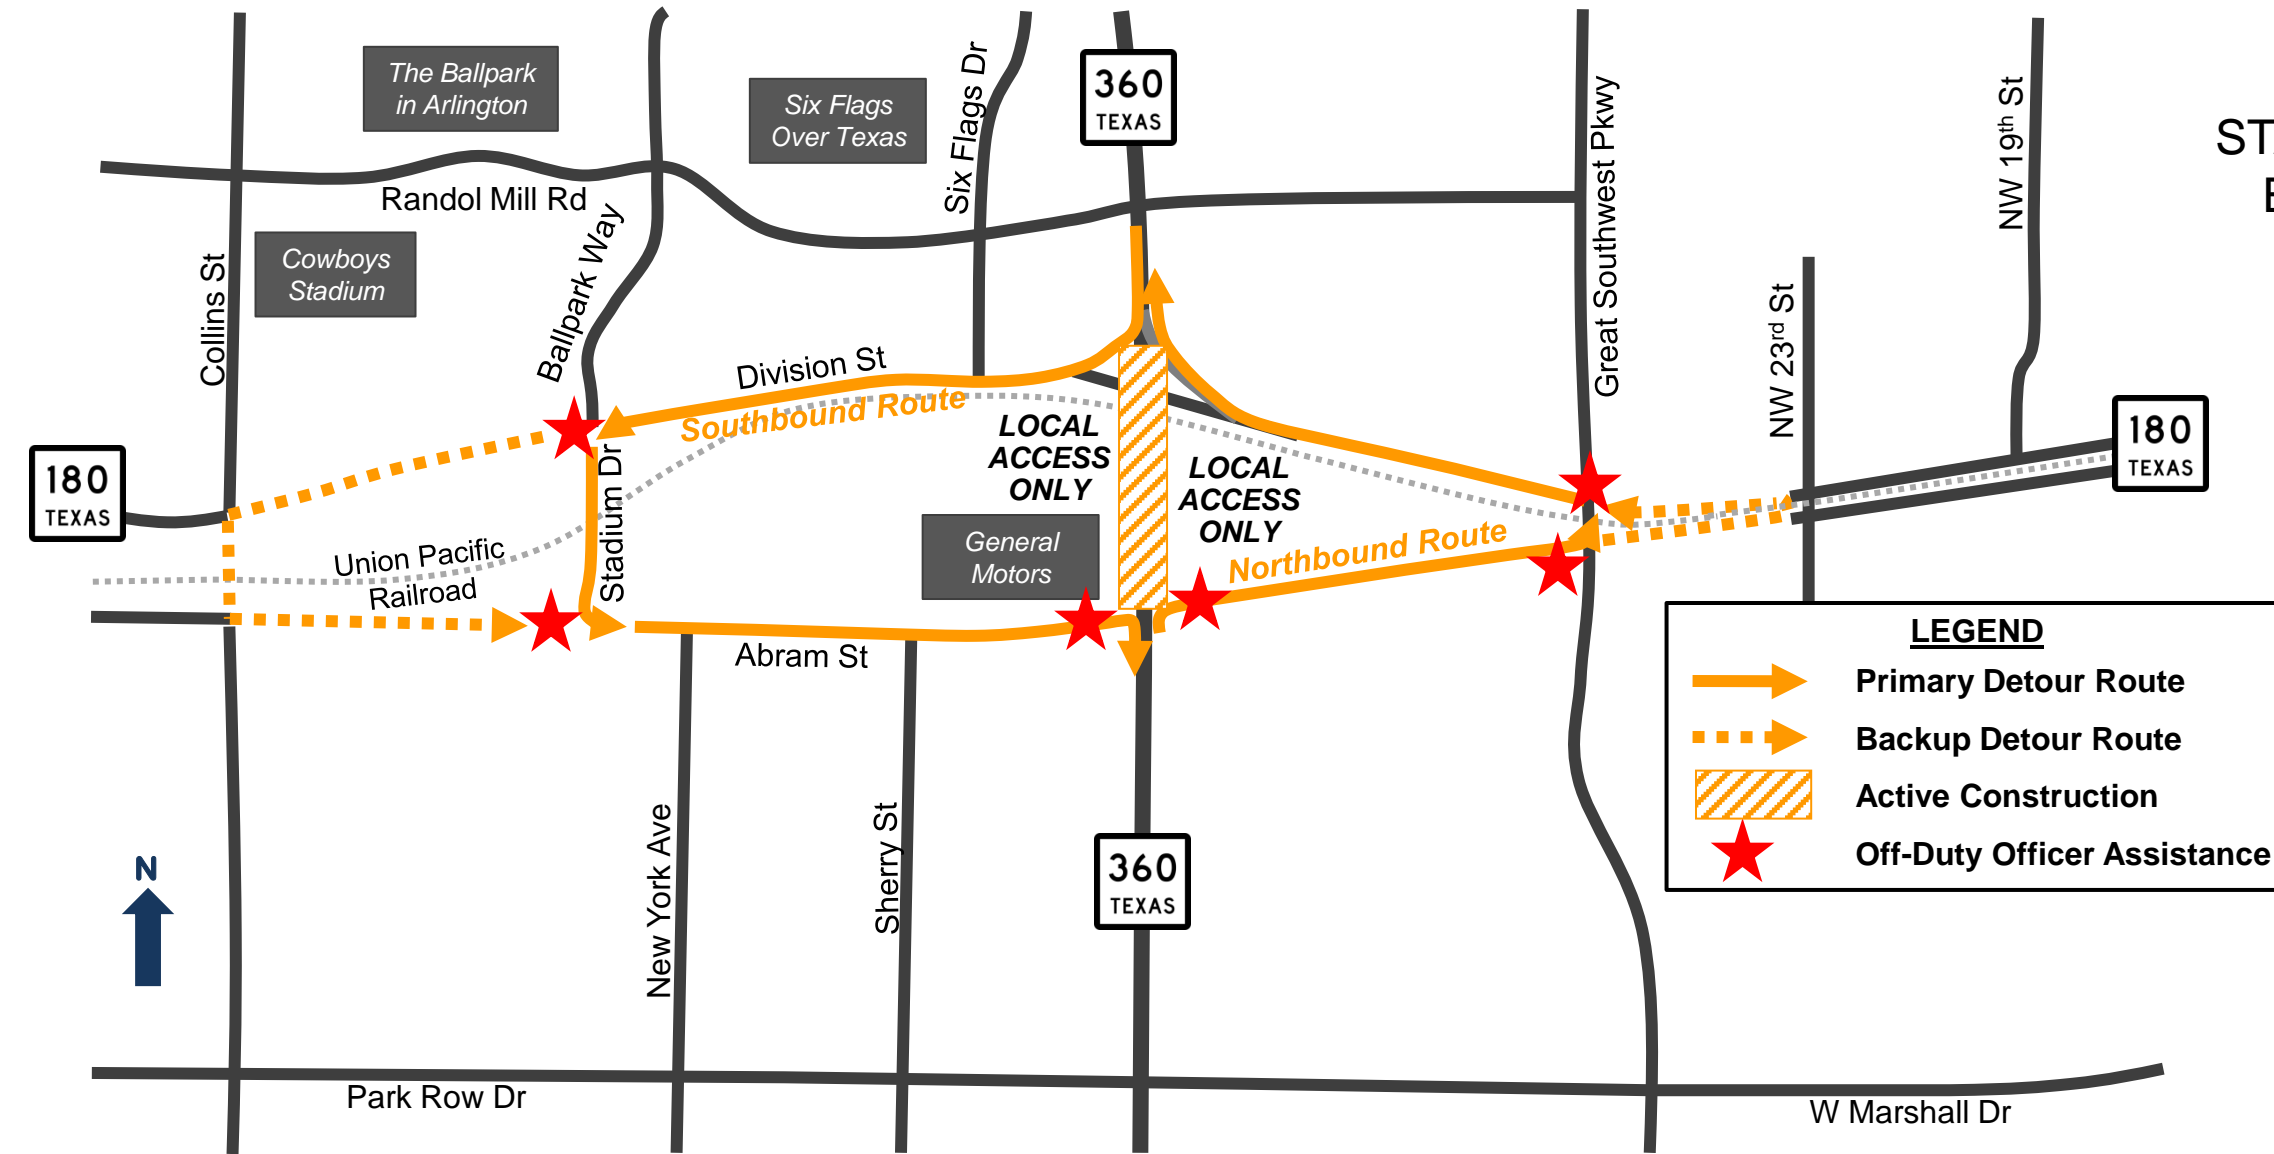 The Ballpark
in Arlington
Six Flags
Over Texas
Six Flags Dr
360
TEXAS
Great Southwest Pkwy
NW 19th St
Randol Mill Rd
Ballpark Way
Cowboys
Stadium
Collins St
NW 23rd St
Division St
Southbound Route
LOCAL
ACCESS
ONLY
LOCAL
ACCESS
ONLY
180
TEXAS
180
TEXAS
Stadium Dr
Union Pacific
Railroad
General
Motors
Northbound Route
Abram St
LEGEND
Primary Detour Route
Backup Detour Route
Active Construction
Off-Duty Officer Assistance
N
New York Ave
Sherry St
360
TEXAS
Park Row Dr
W Marshall Dr